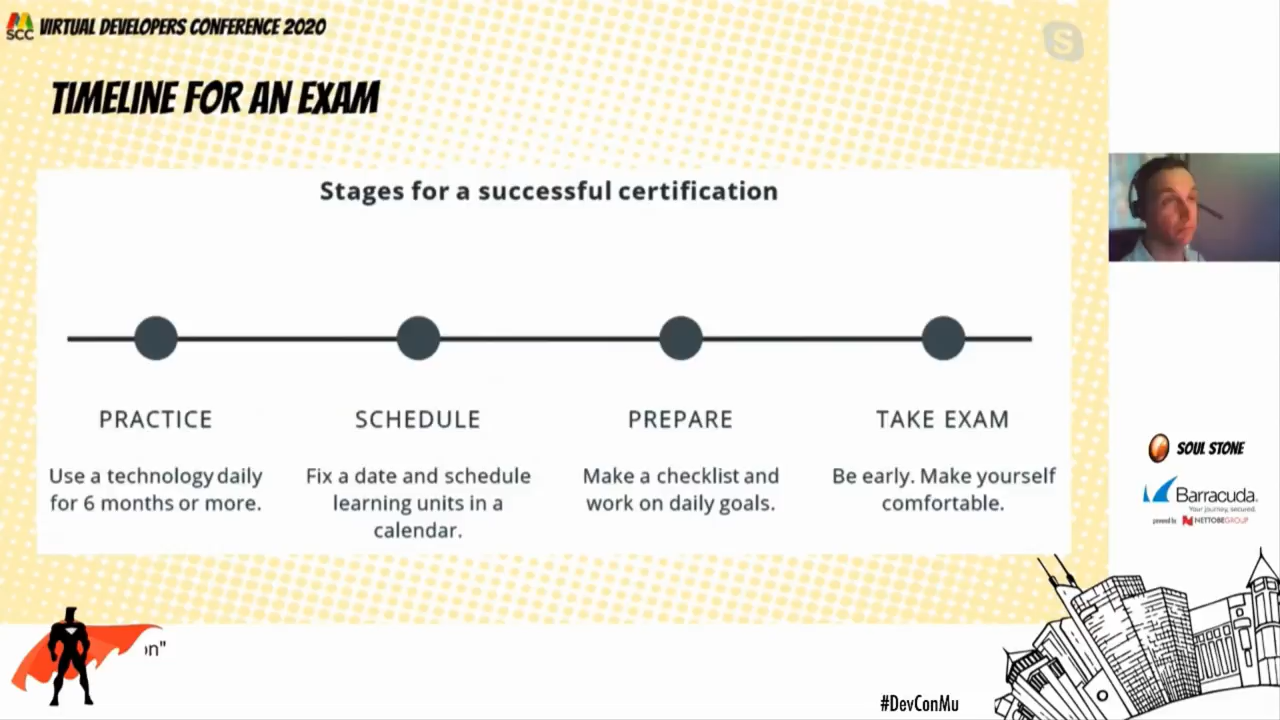 SCC VIRTUAL DEVELOPERS CONFERENCE 2020
S
TIMELINE FOR AN EXAM
Stages for a successful certification
PRACTICE
Use a technology daily
for 6 months or more.
SCHEDULE
Fix a date and schedule
learning units in a
calendar.
PREPARE
Make a checklist and
work on daily goals.
TAKE EXAM
Be early. Make yourself
comfortable.
SOUL STONE
Barracuda.
Your journey, secured.
powered by NETTOBEGROUP
on"
#DevConMu